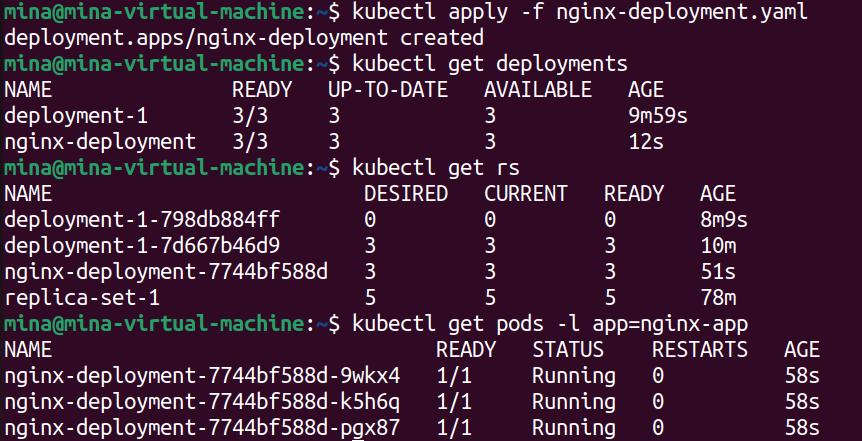 mina@mina-virtual-machine:~$ kubectl apply -f nginx-deployment.yaml
deployment.apps/nginx-deployment created
mina@mina-virtual-machine:~$ kubectl get deployments
NAME READY UP-TO-DATE AVAILABLE AGE
deployment-1 3/3 3 3 9m59s
nginx-deployment 3/3 3 3 12s
mina@mina-virtual-machine:~$ kubectl get rs
NAME DESIRED CURRENT READY AGE
deployment-1-798db884ff 0 0 0 8m9s
deployment-1-7d667b46d9 3 3 3 10m
nginx-deployment-7744bf588d 3 3 3 51s
replica-set-1 5 5 5 78m
mina@mina-virtual-machine:~$ kubectl get pods -l app=nginx-app
NAME READY STATUS RESTARTS AGE
nginx-deployment-7744bf588d-9wkx4 1/1 Running 0 58s
nginx-deployment-7744bf588d-k5h6q 1/1 Running 0 58s
nginx-deployment-7744bf588d-pgx87 1/1 Running 0 58s